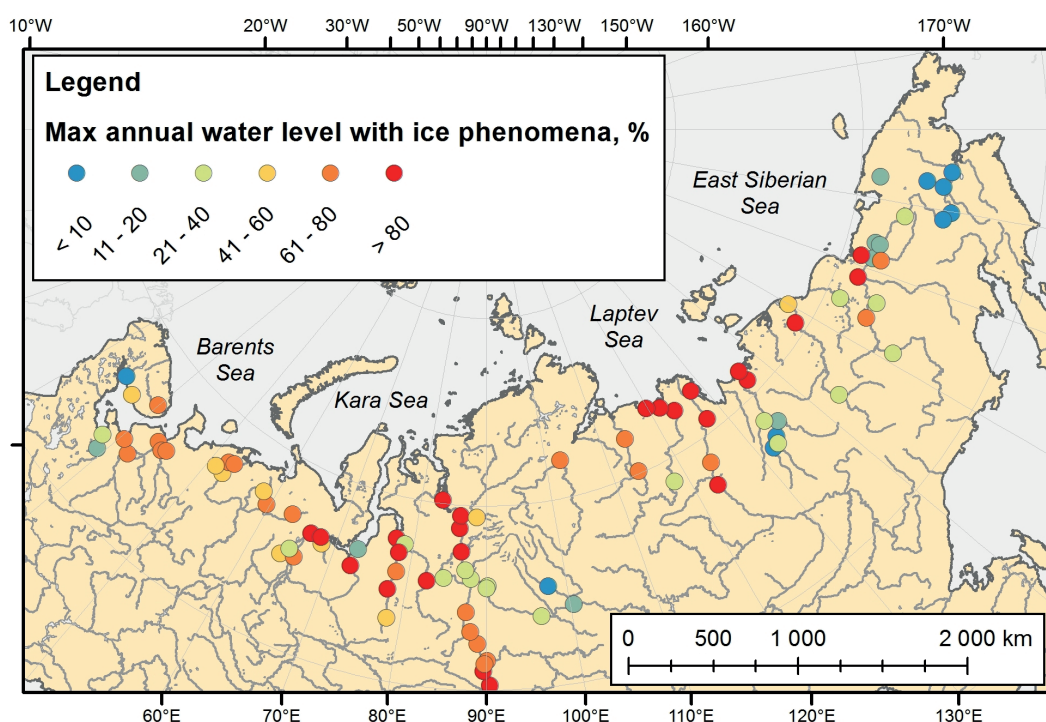 10°W 20°W 30°W 40°W 50°W 90°W 130°W 150°W 160°W 170°W
Legend
Max annual water level with ice phenomena, %
< 10 11 - 20 21 - 40 41 - 60 61 - 80 > 80
East Siberian
Sea
Laptev
Sea
Barents
Sea
Kara Sea
0 500 1 000 2 000 km
60°E 70°E 80°E 90°E 100°E 110°E 120°E 130°E